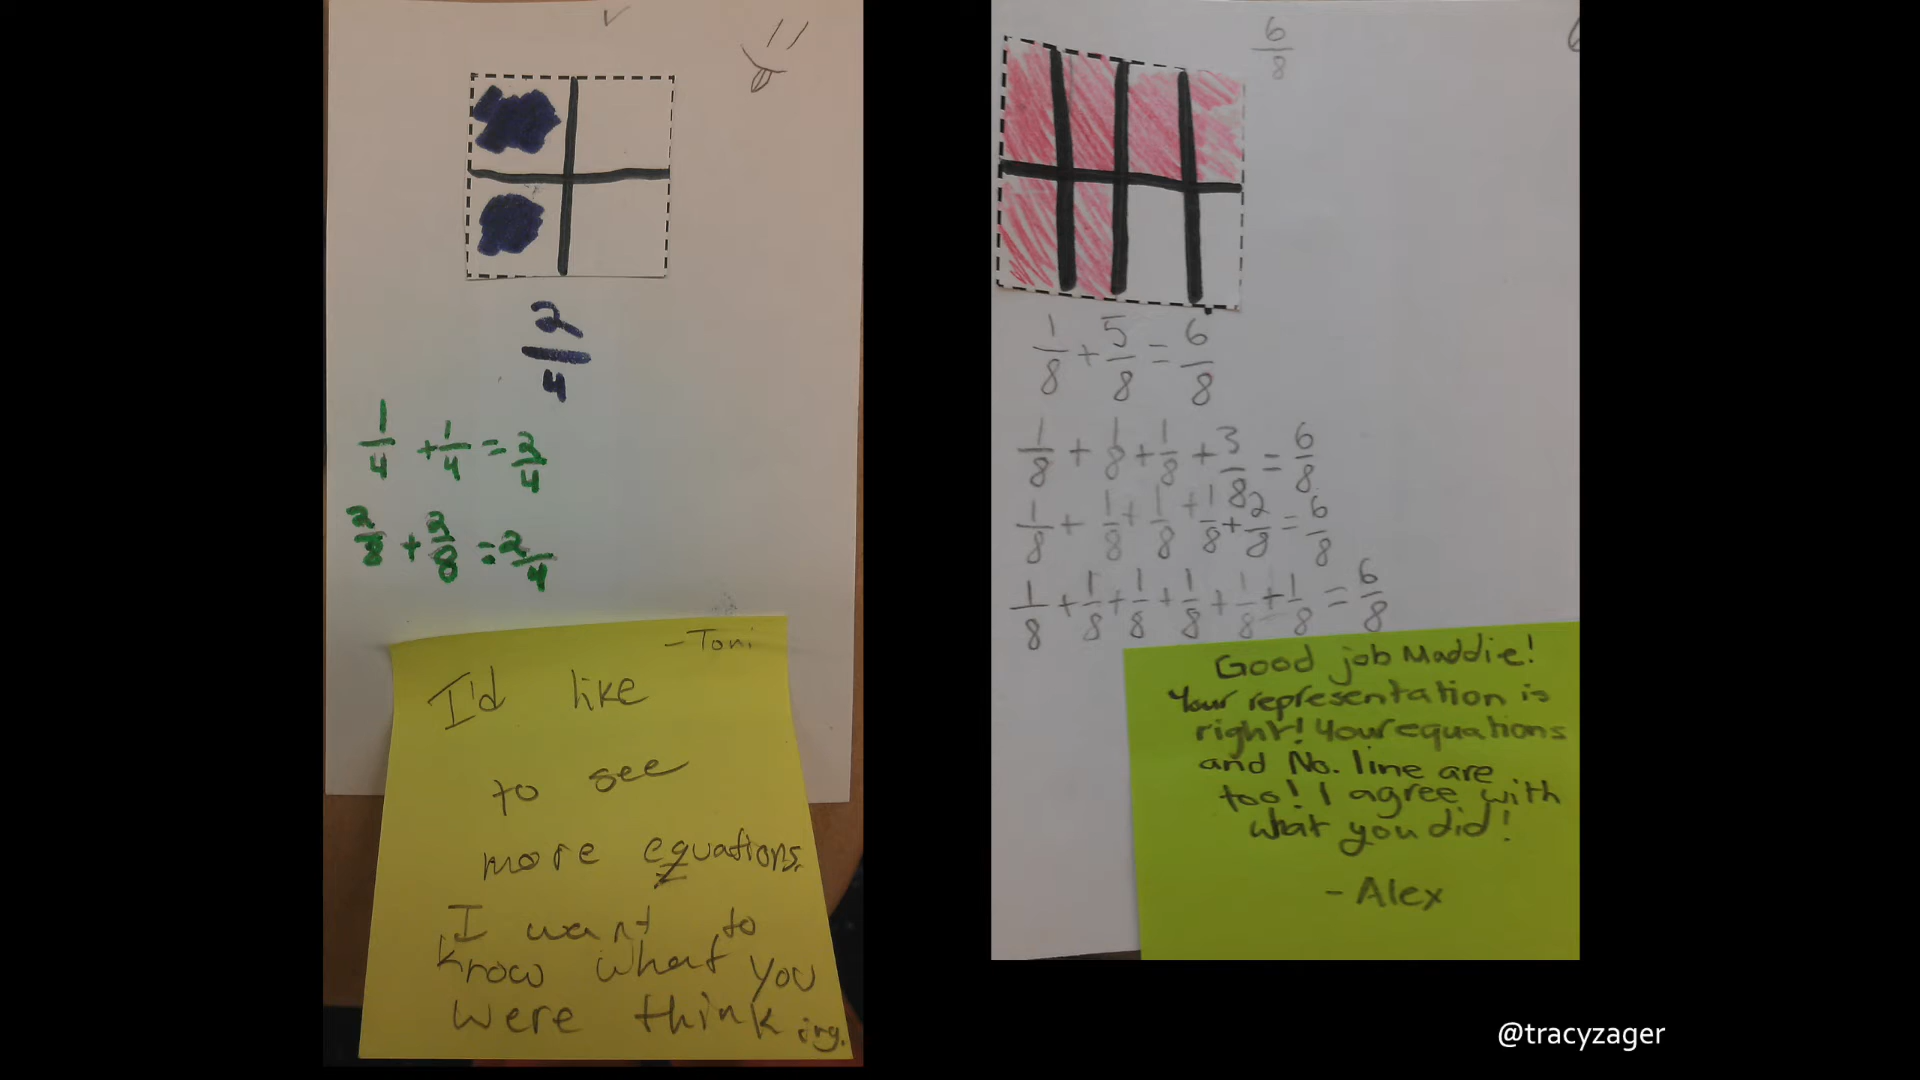 2
4
1/4 + 1/4 = 2/4
2/8 + 2/8 = 2/4
- Toni
I'd like
to see
more equations.
I want to
know what you
were thinking.
6
8
1/8 + 5/8 = 6/8
1/8 + 1/8 + 1/8 + 3/8 = 6/8
1/8 + 1/8 + 1/8 + 1/8 + 2/8 = 6/8
1/8 + 1/8 + 1/8 + 1/8 + 1/8 + 1/8 = 6/8
Good job Maddie!
Your representation is
right! Your equations
and No. line are
too! I agree with
what you did!
- Alex
@tracyzager